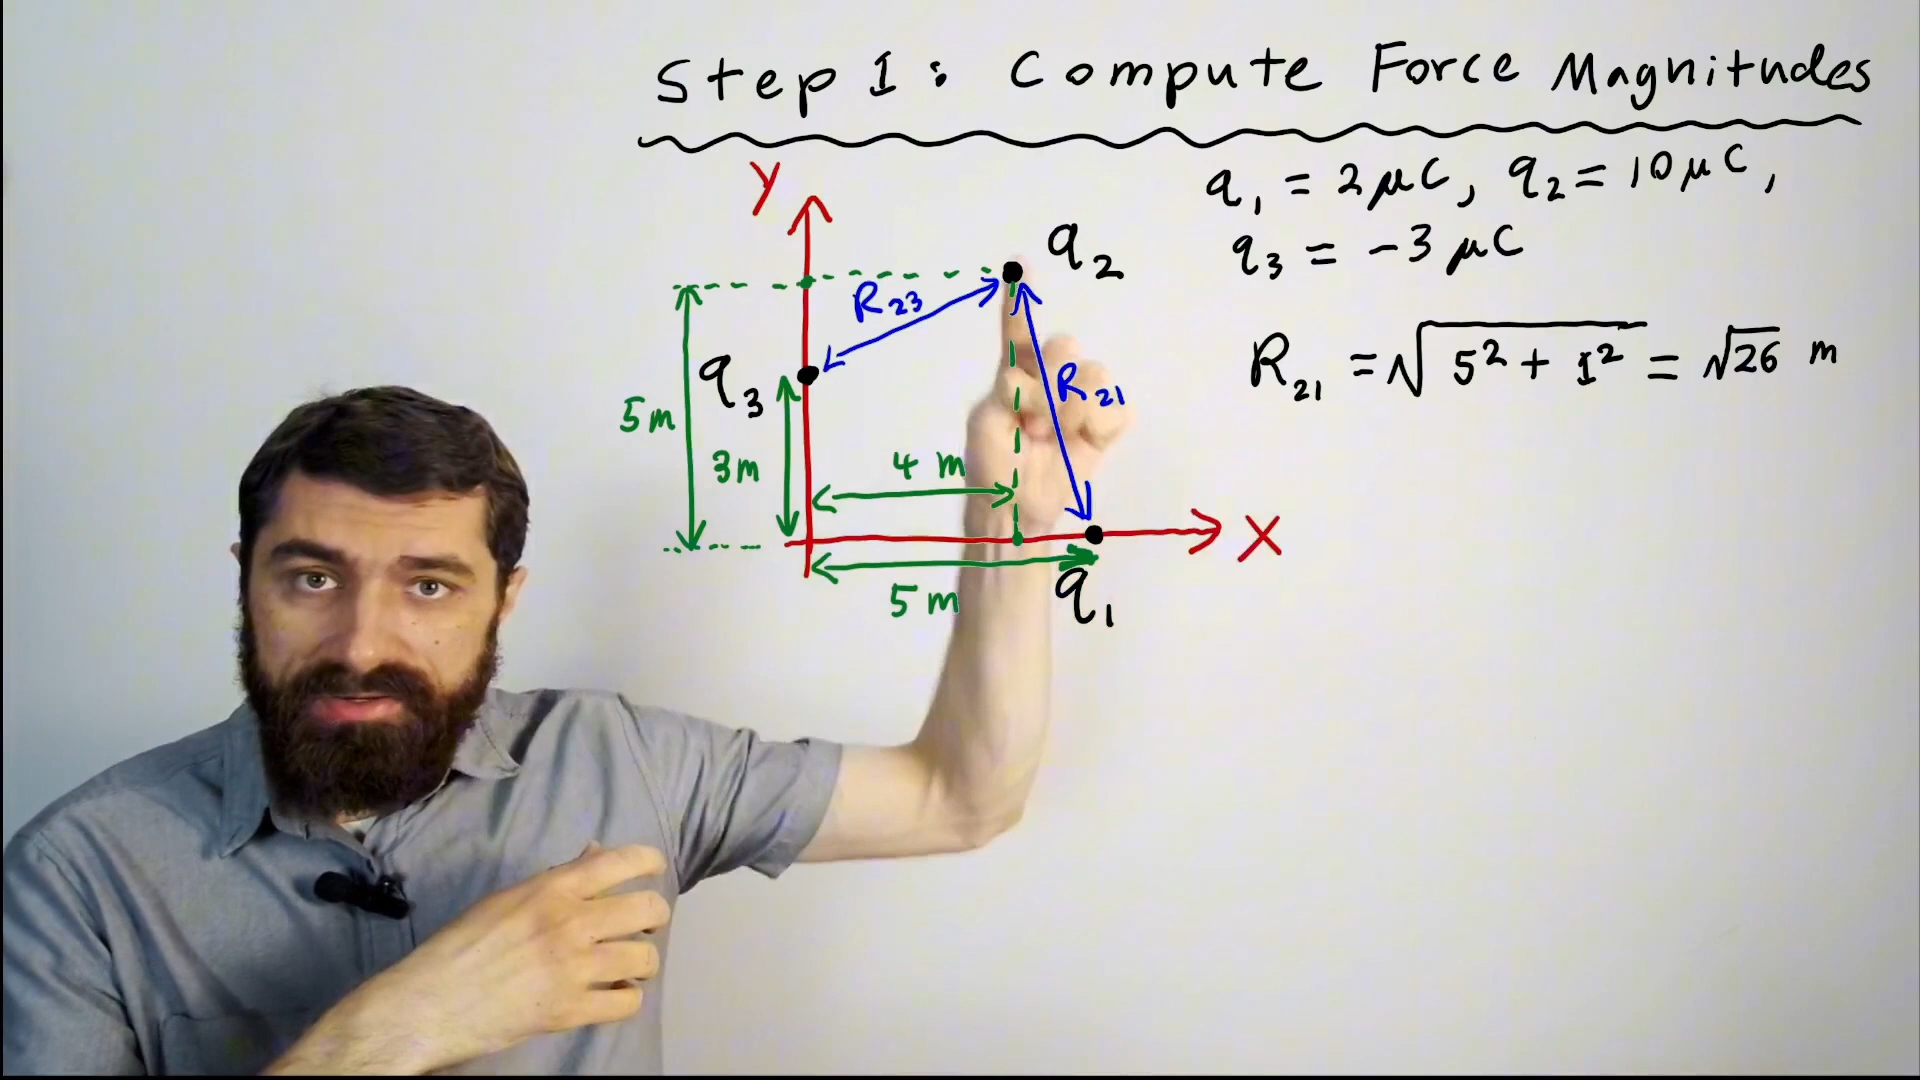 Step 1: Compute Force Magnitudes
Y
q₁ = 2μC, q₂ = 10μC,
q₃ = -3μC
q₂
R₂₃
R₂₁ = √5² + 1² = √26 m
q₃
R₂₁
5m
3m
4 m
X
5m
q₁